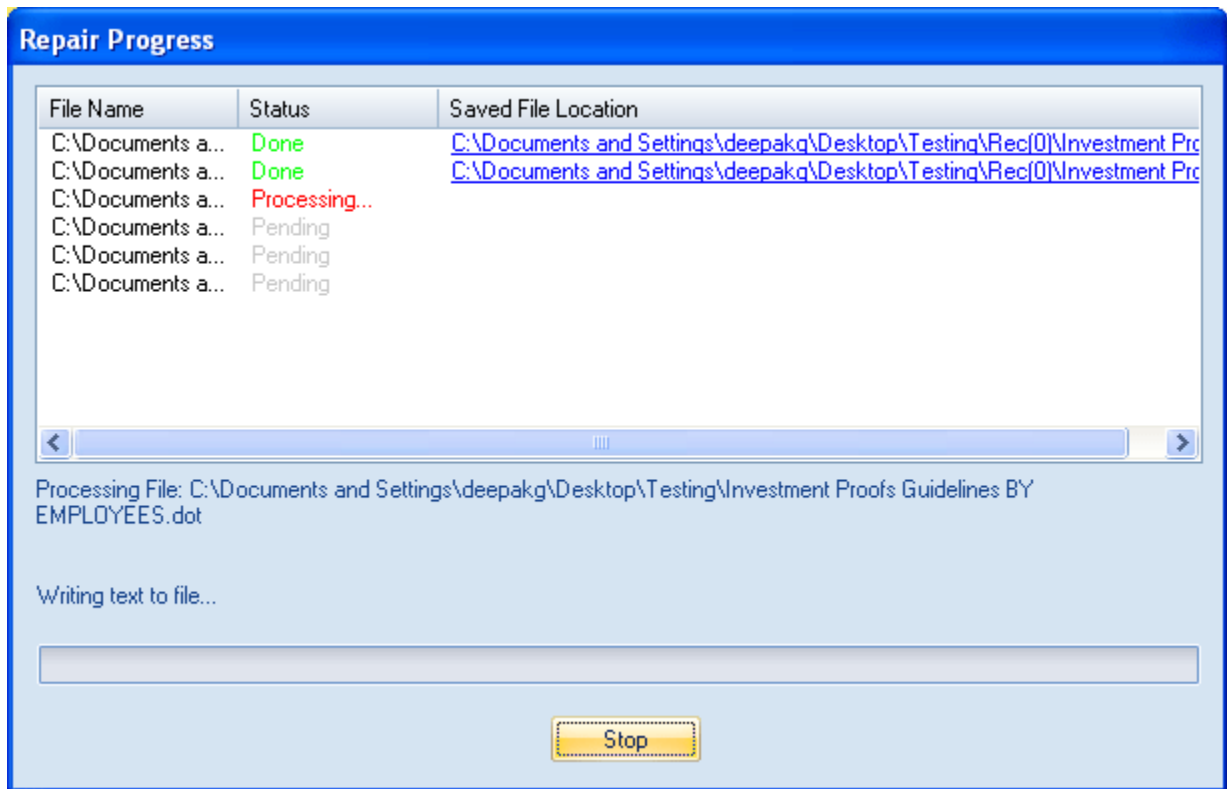 Repair Progress
File Name Status Saved File Location
C:\Documents a... Done C:\Documents and Settings\deepakg\Desktop\Testing\Rec(0)\Investment Pro
C:\Documents a... Done C:\Documents and Settings\deepakg\Desktop\Testing\Rec(0)\Investment Pro
C:\Documents a... Processing...
C:\Documents a... Pending
C:\Documents a... Pending
C:\Documents a... Pending
Processing File: C:\Documents and Settings\deepakg\Desktop\Testing\Investment Proofs Guidelines BY
EMPLOYEES.dot
Writing text to file...
Stop